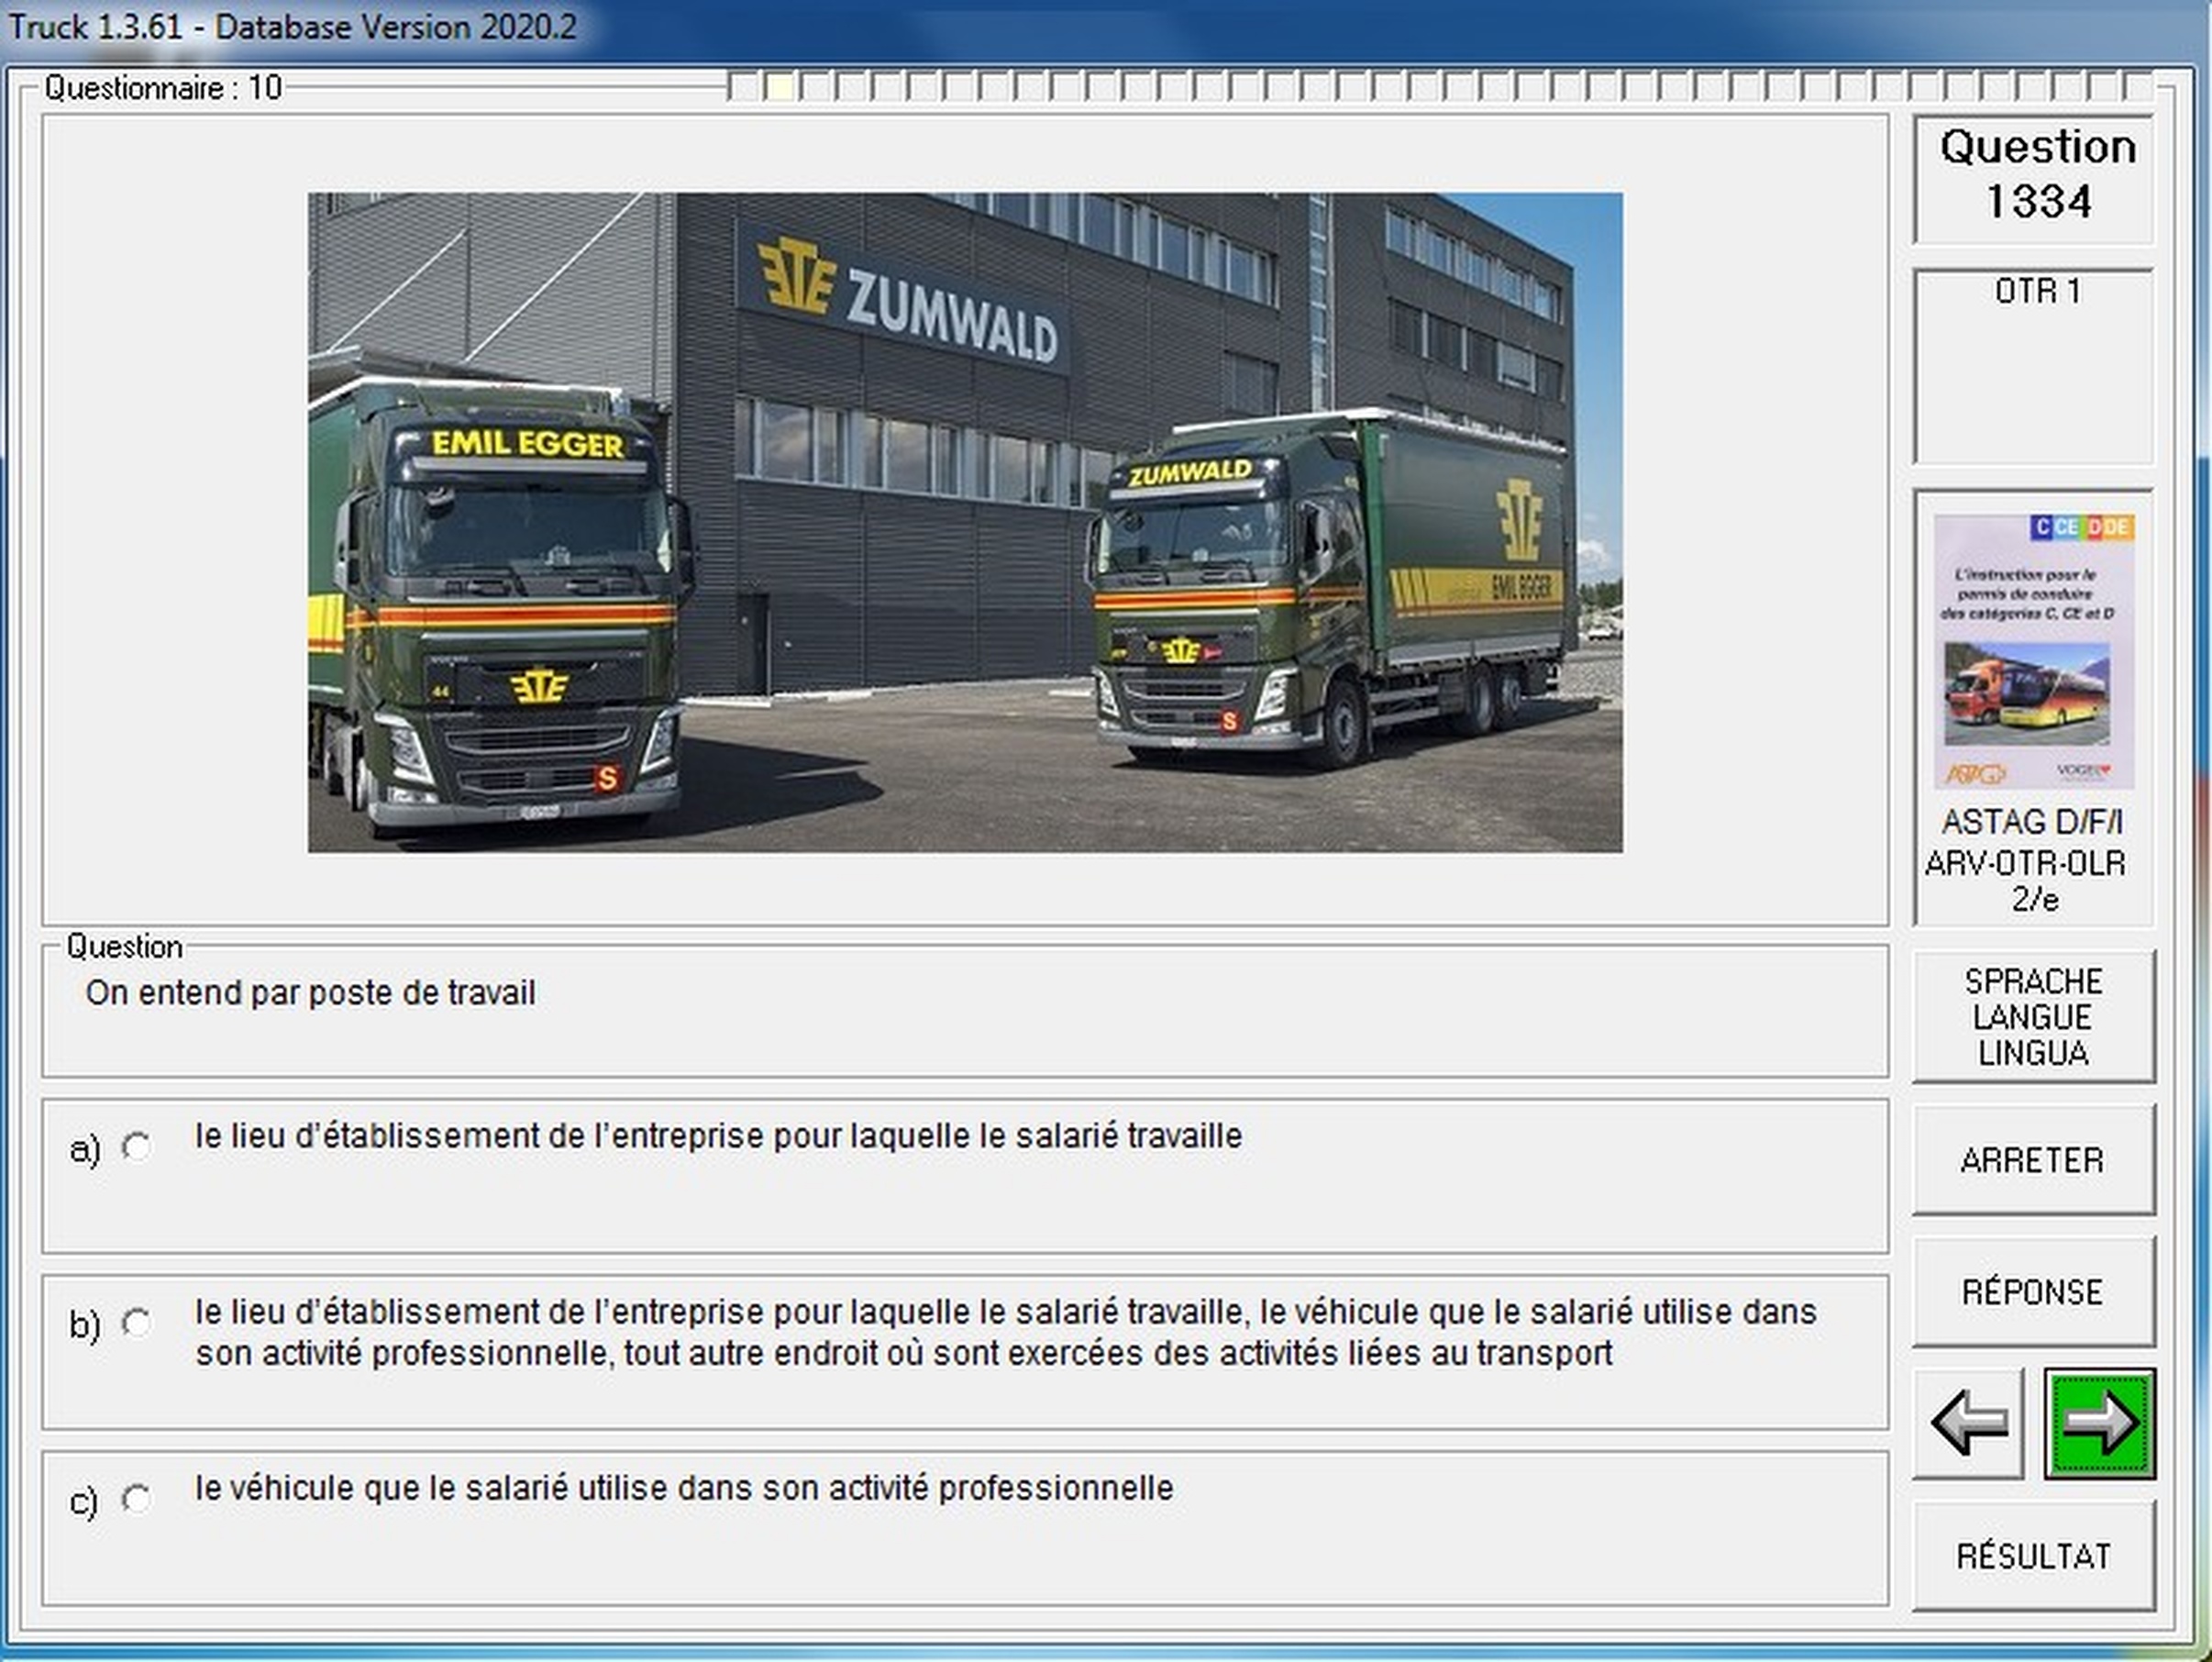 Truck 1.3.61 - Database Version 2020.2
Questionnaire : 10
Question
1334
OTR 1
ZUMWALD
EMIL EGGER
ZUMWALD
EMIL EGGER
44
S
S
C CE D DE
L'instruction pour le
permis de conduire
des catégories C, CE et D
ASTAG
VOGEL
ASTAG D/F/I
ARV-OTR-OLR
2/e
Question
On entend par poste de travail
a) le lieu d'établissement de l'entreprise pour laquelle le salarié travaille
b) le lieu d'établissement de l'entreprise pour laquelle le salarié travaille, le véhicule que le salarié utilise dans
son activité professionnelle, tout autre endroit où sont exercées des activités liées au transport
c) le véhicule que le salarié utilise dans son activité professionnelle
SPRACHE
LANGUE
LINGUA
ARRETER
RÉPONSE
RÉSULTAT